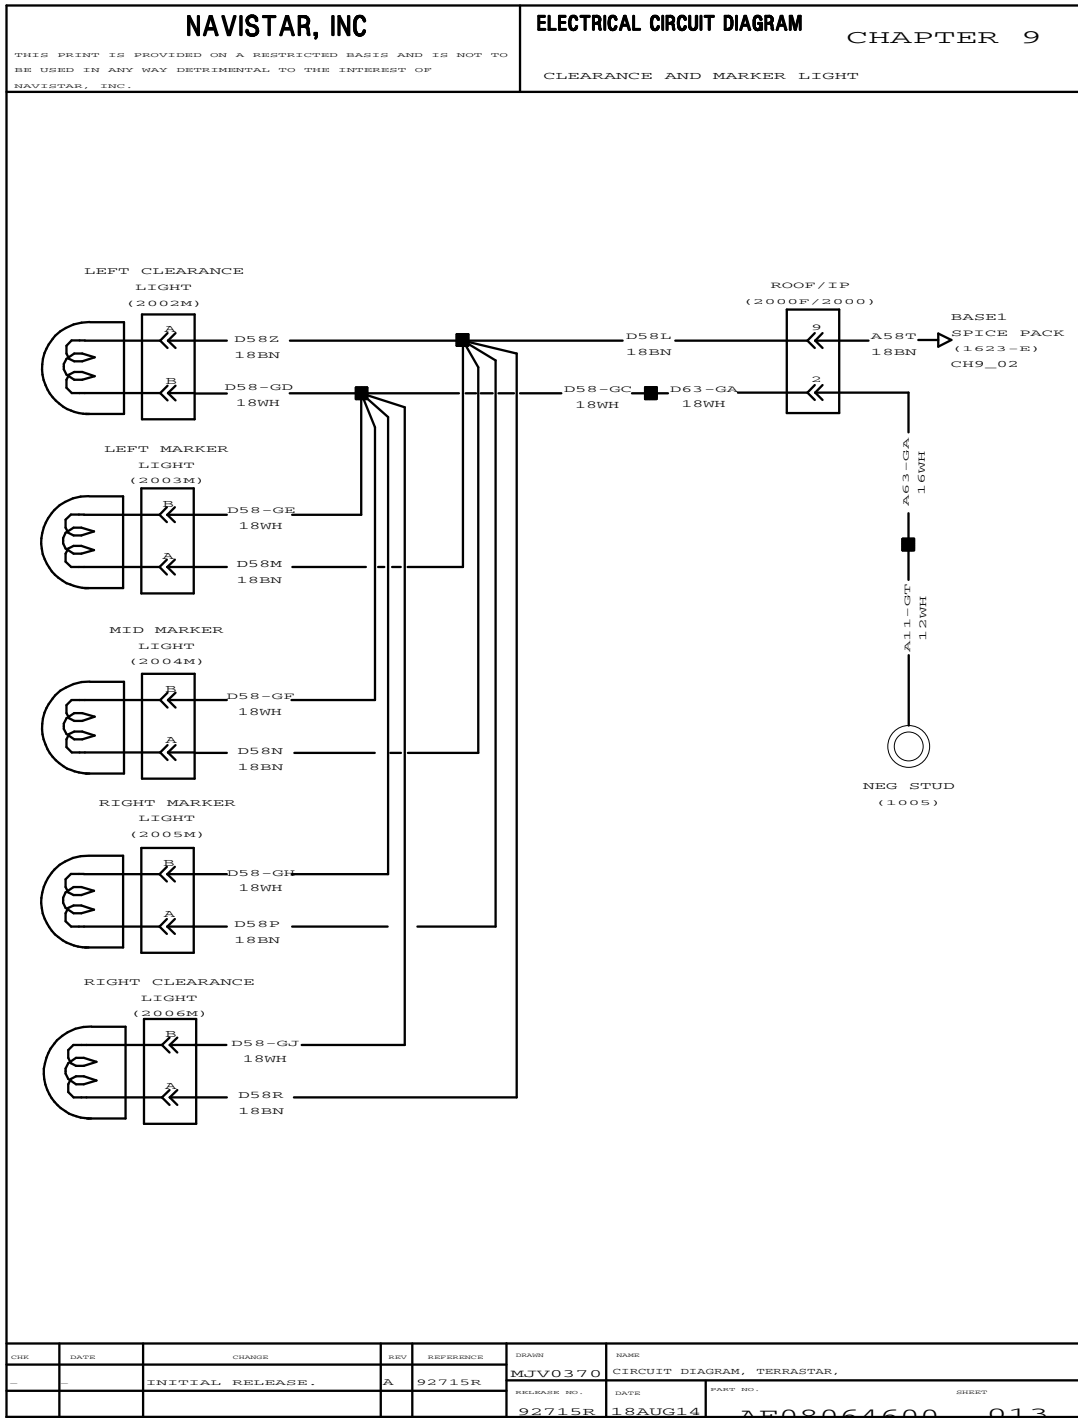 NAVISTAR, INC
THIS PRINT IS PROVIDED ON A RESTRICTED BASIS AND IS NOT TO
BE USED IN ANY WAY DETRIMENTAL TO THE INTEREST OF
NAVISTAR, INC.
ELECTRICAL CIRCUIT DIAGRAM
CHAPTER 9
CLEARANCE AND MARKER LIGHT
LEFT CLEARANCE
LIGHT
(2002M)
A
D58Z
18BN
B
D58-GD
18WH
D58L
18BN
D58-GC
18WH
D63-GA
18WH
ROOF/IP
(2000F/2000)
9
2
A58T
18BN
BASE1
SPICE PACK
(1623-E)
CH9_02
A63-GA
16WH
A11-GT
12WH
NEG STUD
(1005)
LEFT MARKER
LIGHT
(2003M)
B
D58-GE
18WH
A
D58M
18BN
MID MARKER
LIGHT
(2004M)
B
D58-GF
18WH
A
D58N
18BN
RIGHT MARKER
LIGHT
(2005M)
B
D58-GH
18WH
A
D58P
18BN
RIGHT CLEARANCE
LIGHT
(2006M)
B
D58-GJ
18WH
A
D58R
18BN
CHK DATE CHANGE REV REFERENCE
- - INITIAL RELEASE. A 92715R
DRAWN
MJV0370
NAME
CIRCUIT DIAGRAM, TERRASTAR,
RELEASE NO.
92715R
DATE
18AUG14
PART NO.
AF08064600
SHEET
013